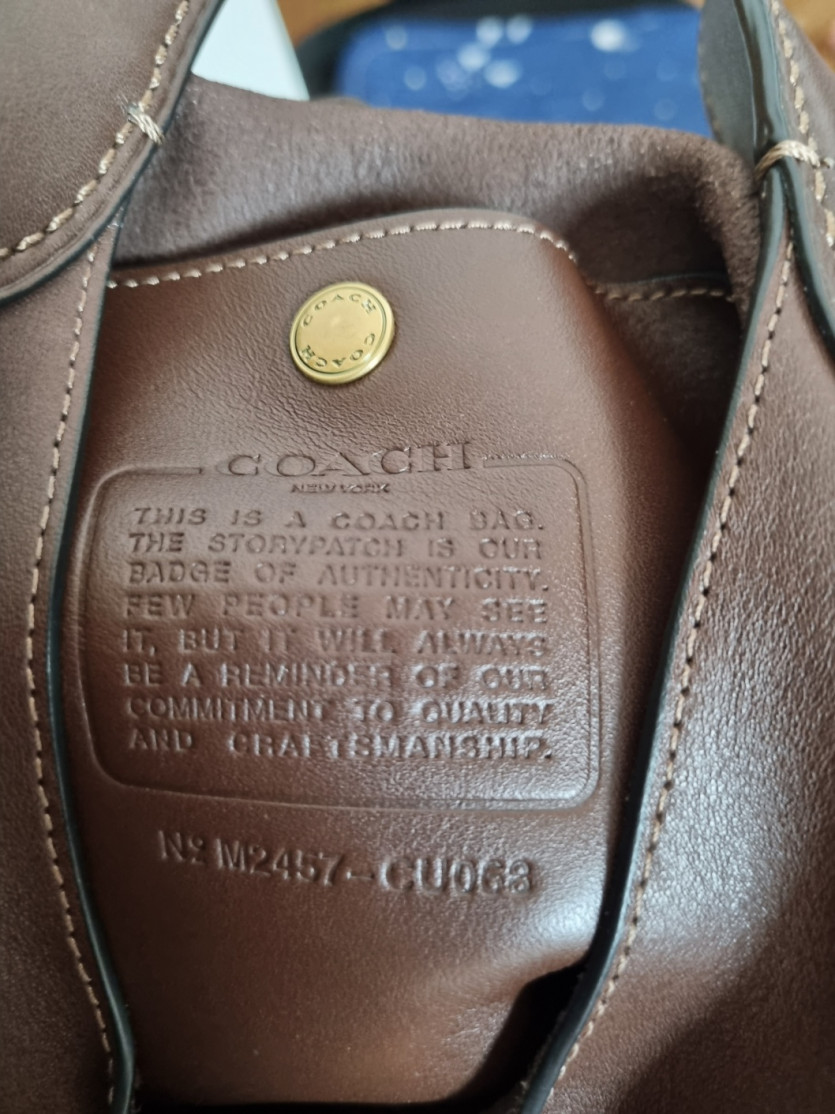 COACH
COACH
COACH
NEW YORK
THIS IS A COACH BAG.
THE STORYPATCH IS OUR
BADGE OF AUTHENTICITY.
FEW PEOPLE MAY SEE
IT, BUT IT WILL ALWAYS
BE A REMINDER OF OUR
COMMITMENT TO QUALITY
AND CRAFTSMANSHIP.
Nº M2457-CU063